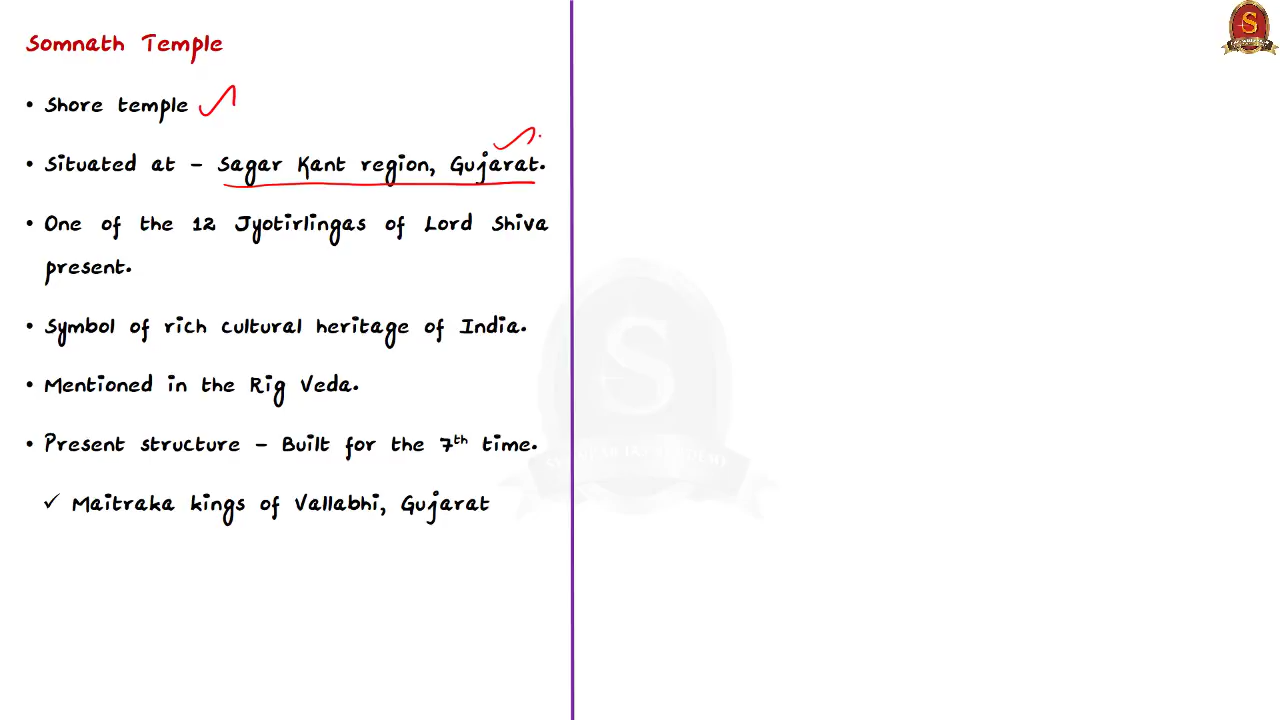 Somnath Temple
• Shore temple
• Situated at – Sagar Kant region, Gujarat.
• One of the 12 Jyotirlingas of Lord Shiva
present.
• Symbol of rich cultural heritage of India.
• Mentioned in the Rig Veda.
• Present structure – Built for the 7th time.
✓ Maitraka kings of Vallabhi, Gujarat
S
S